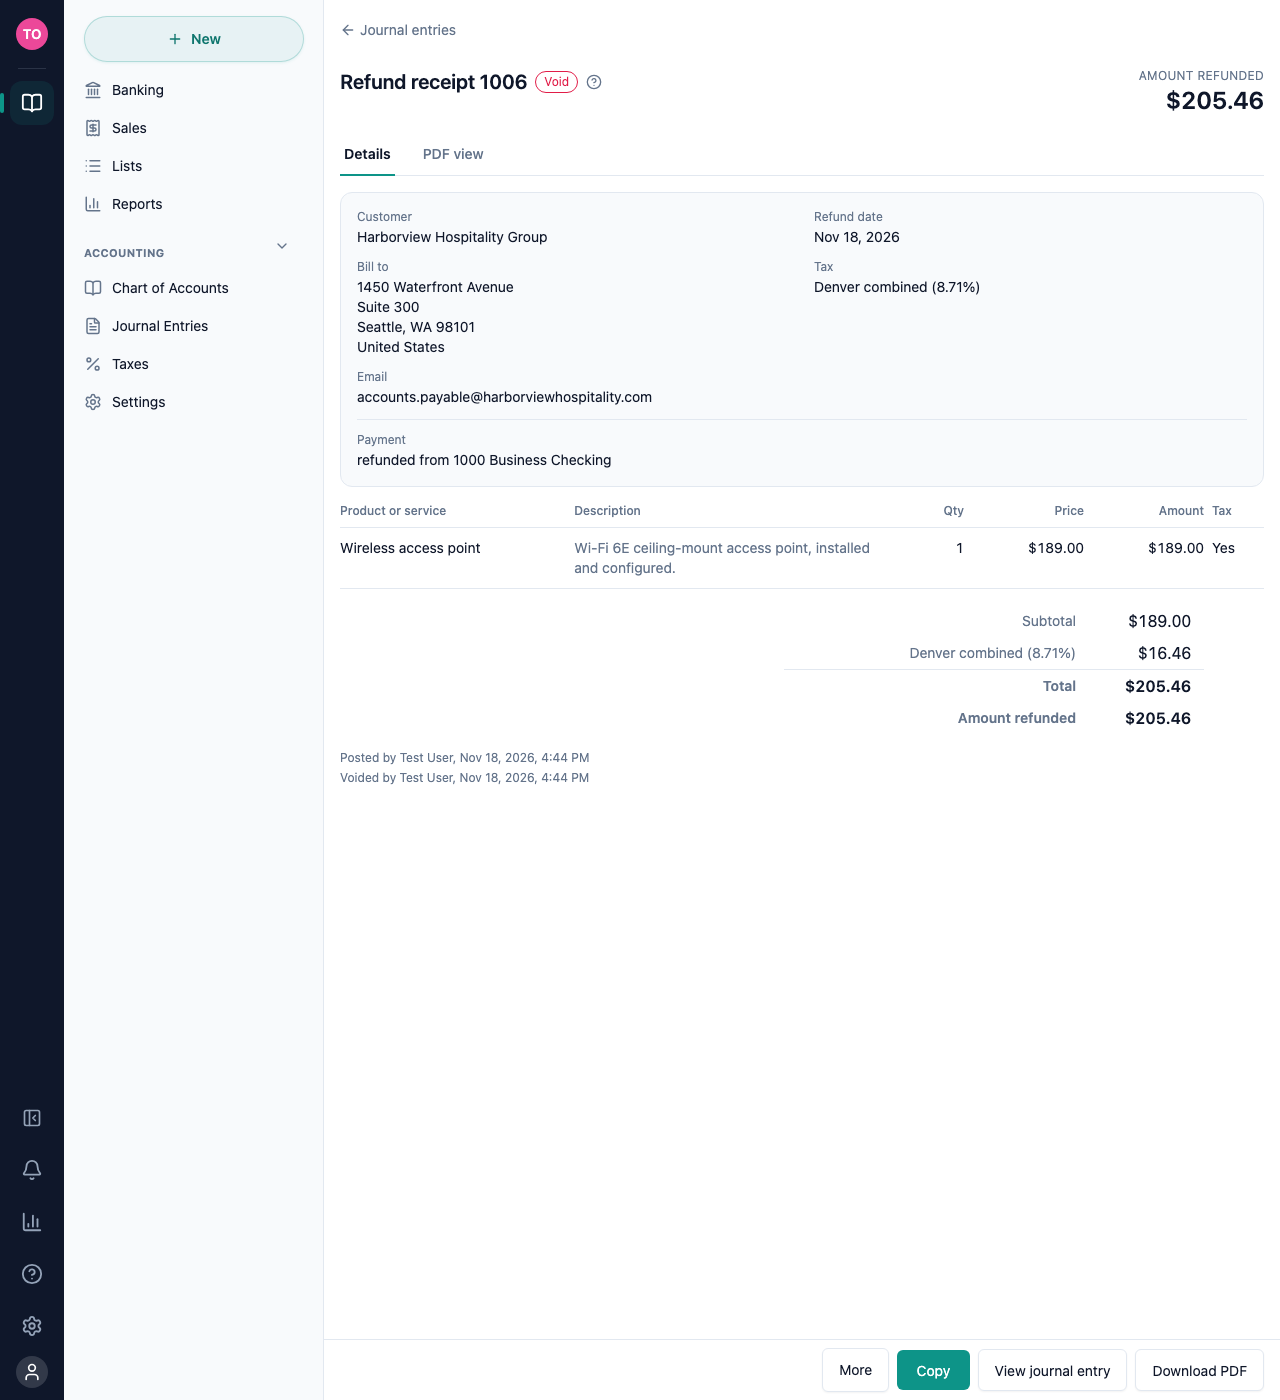 TO
New
Banking
Sales
Lists
Reports
ACCOUNTING
Chart of Accounts
Journal Entries
Taxes
Settings
Journal entries
Refund receipt 1006
Void
AMOUNT REFUNDED
$205.46
Details
PDF view
Customer
Harborview Hospitality Group
Refund date
Nov 18, 2026
Bill to
1450 Waterfront Avenue
Suite 300
Seattle, WA 98101
United States
Tax
Denver combined (8.71%)
Email
accounts.payable@harborviewhospitality.com
Payment
refunded from 1000 Business Checking
Product or service Description Qty Price Amount Tax
Wireless access point Wi-Fi 6E ceiling-mount access point, installed 1 $189.00 $189.00 Yes
and configured.
Subtotal $189.00
Denver combined (8.71%) $16.46
Total $205.46
Amount refunded $205.46
Posted by Test User, Nov 18, 2026, 4:44 PM
Voided by Test User, Nov 18, 2026, 4:44 PM
More
Copy
View journal entry
Download PDF